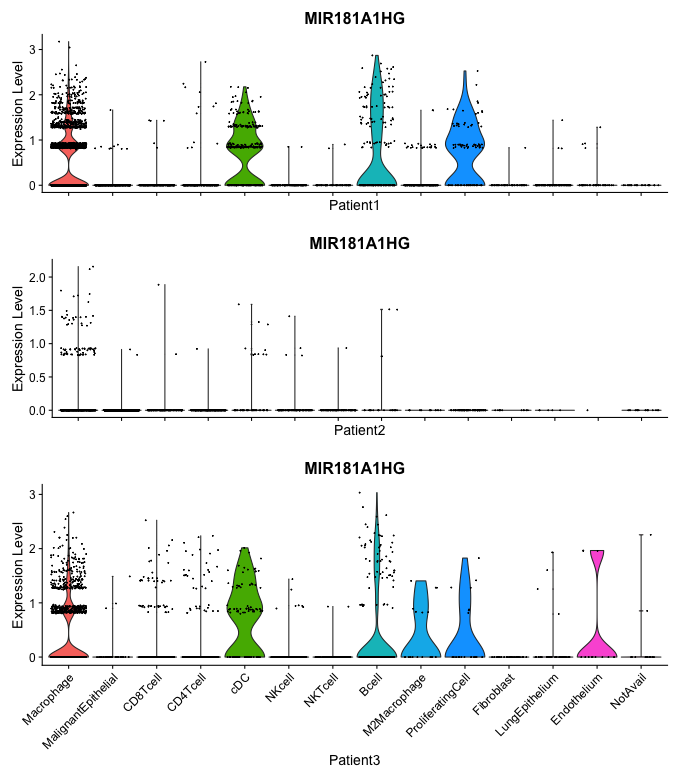 MIR181A1HG
Expression Level
3
2
1
0
Patient1
MIR181A1HG
Expression Level
2.0
1.5
1.0
0.5
0.0
Patient2
MIR181A1HG
Expression Level
3
2
1
0
Macrophage
MalignantEpithelial
CD8Tcell
CD4Tcell
cDC
NKcell
NKTcell
Bcell
M2Macrophage
ProliferatingCell
Fibroblast
LungEpithelium
Endothelium
NotAvail
Patient3